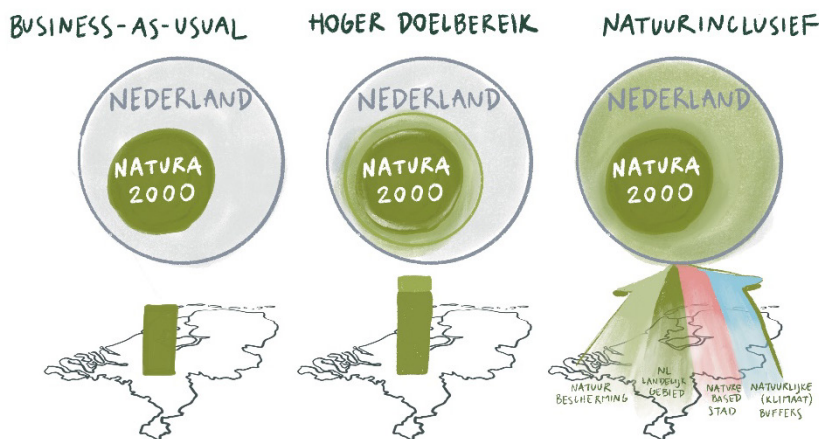 BUSINESS-AS-USUAL
HOGER DOELBEREIK
NATUURINCLUSIEF
NEDERLAND
NATURA
2000
NEDERLAND
NATURA
2000
NEDERLAND
NATURA
2000
NATUUR
BESCHERMING
NL
LANDELIJK
GEBIED
NATURE
BASED
STAD
NATUURLIJKE
(KLIMAAT)
BUFFERS